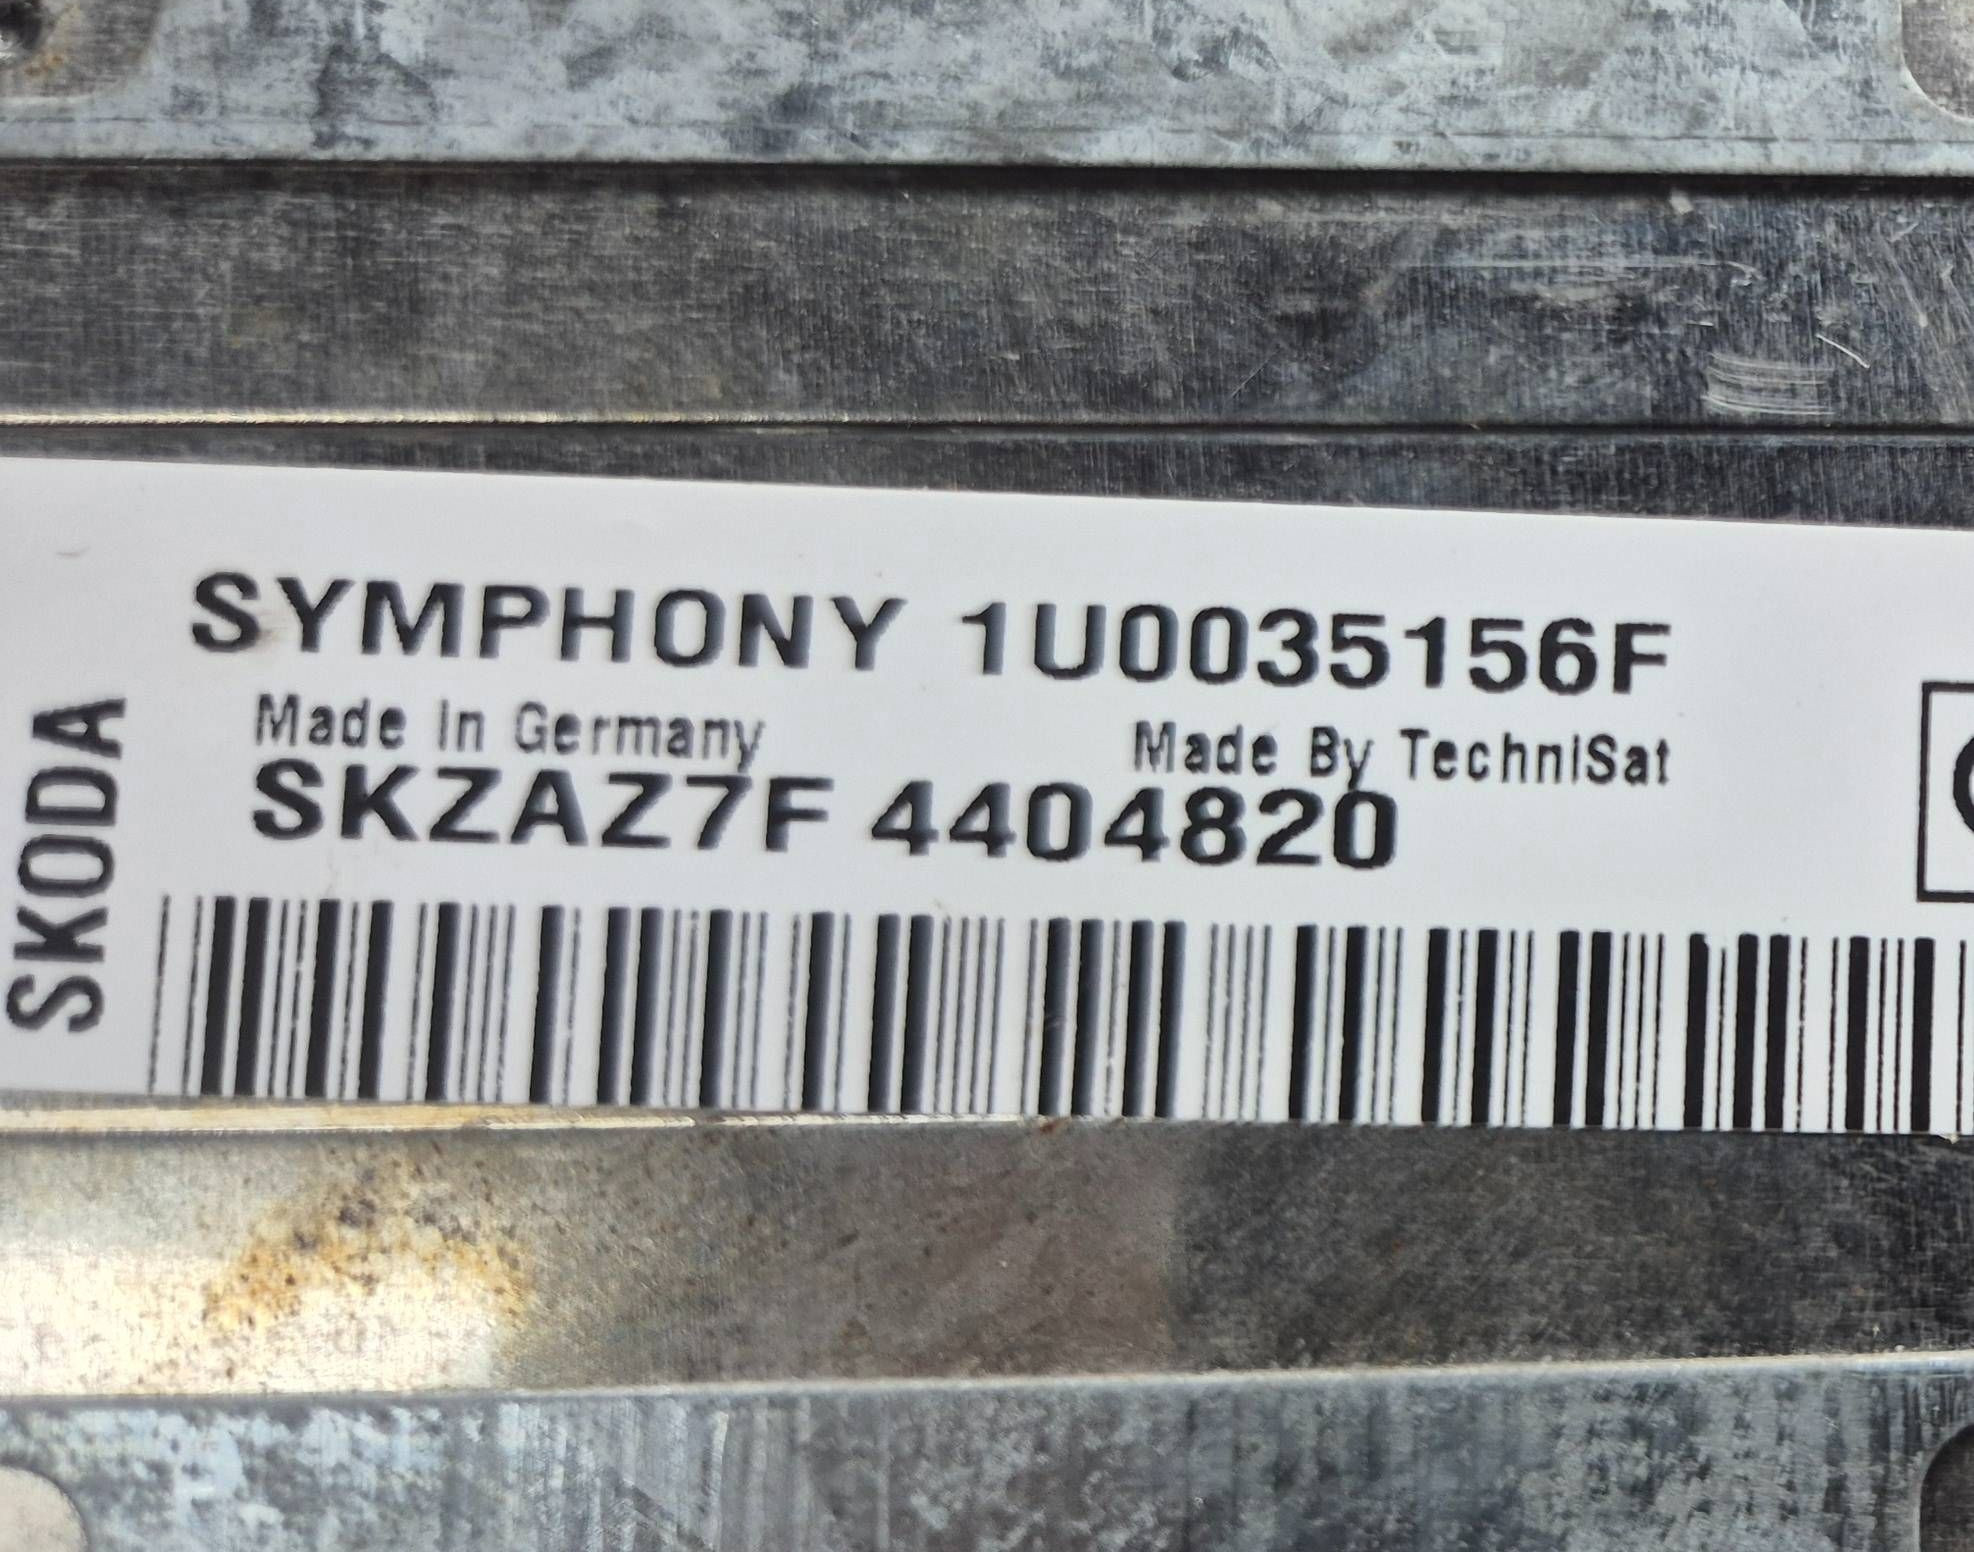 SKODA
SYMPHONY 1U0035156F
Made In Germany Made By TechniSat
SKZAZ7F 4404820